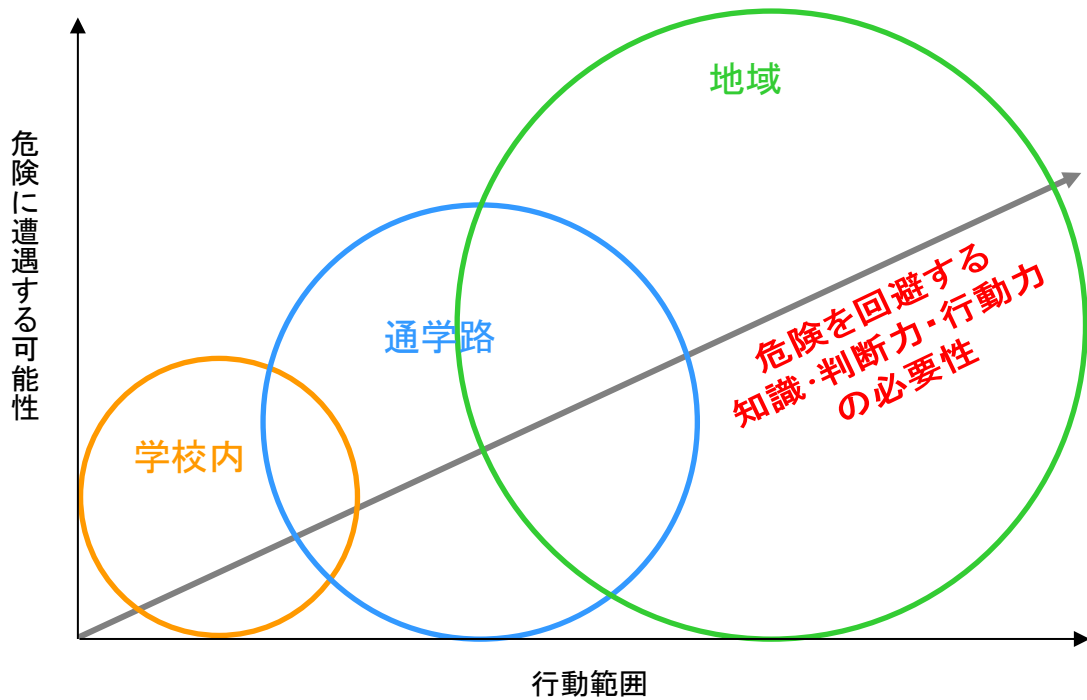 地域
危険に遭遇する可能性
通学路
危険を回避する
知識・判断力・行動力
の必要性
学校内
行動範囲